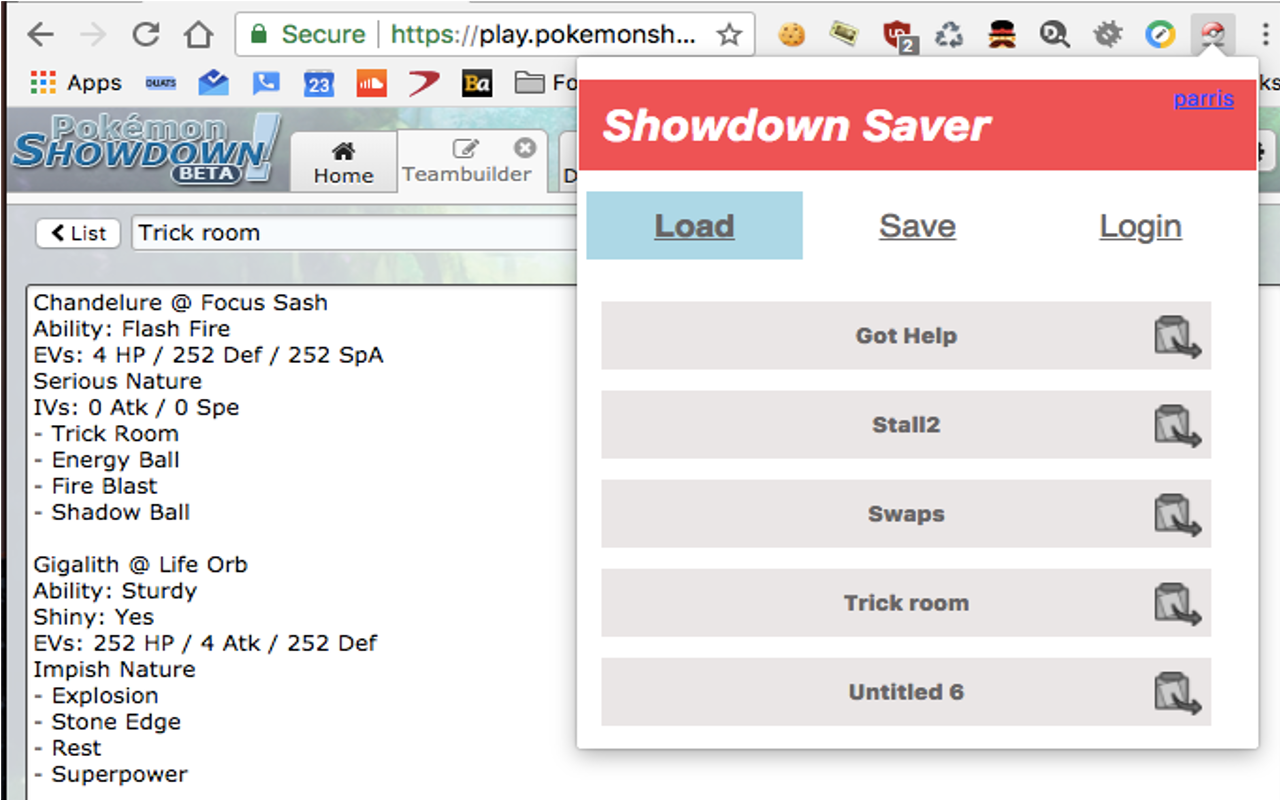 Secure https://play.pokemonsh...
2
Apps
23
Ba
Fo
ks
Pokémon
SHOWDOWN!
BETA
Home
Teambuilder
D
List
Trick room
Chandelure @ Focus Sash
Ability: Flash Fire
EVs: 4 HP / 252 Def / 252 SpA
Serious Nature
IVs: 0 Atk / 0 Spe
- Trick Room
- Energy Ball
- Fire Blast
- Shadow Ball
Gigalith @ Life Orb
Ability: Sturdy
Shiny: Yes
EVs: 252 HP / 4 Atk / 252 Def
Impish Nature
- Explosion
- Stone Edge
- Rest
- Superpower
parris
Showdown Saver
Load Save Login
Got Help
Stall2
Swaps
Trick room
Untitled 6